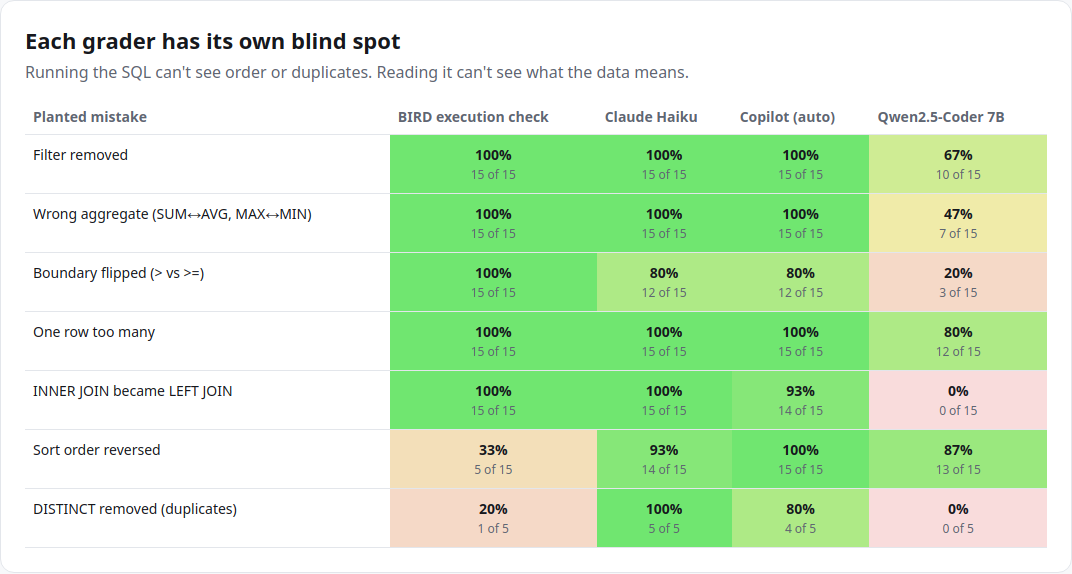 Each grader has its own blind spot
Running the SQL can't see order or duplicates. Reading it can't see what the data means.
Planted mistake BIRD execution check Claude Haiku Copilot (auto) Qwen2.5-Coder 7B
Filter removed 100% 100% 100% 67%
15 of 15 15 of 15 15 of 15 10 of 15
Wrong aggregate (SUM↔AVG, MAX↔MIN) 100% 100% 100% 47%
15 of 15 15 of 15 15 of 15 7 of 15
Boundary flipped (> vs >=) 100% 80% 80% 20%
15 of 15 12 of 15 12 of 15 3 of 15
One row too many 100% 100% 100% 80%
15 of 15 15 of 15 15 of 15 12 of 15
INNER JOIN became LEFT JOIN 100% 100% 93% 0%
15 of 15 15 of 15 14 of 15 0 of 15
Sort order reversed 33% 93% 100% 87%
5 of 15 14 of 15 15 of 15 13 of 15
DISTINCT removed (duplicates) 20% 100% 80% 0%
1 of 5 5 of 5 4 of 5 0 of 5